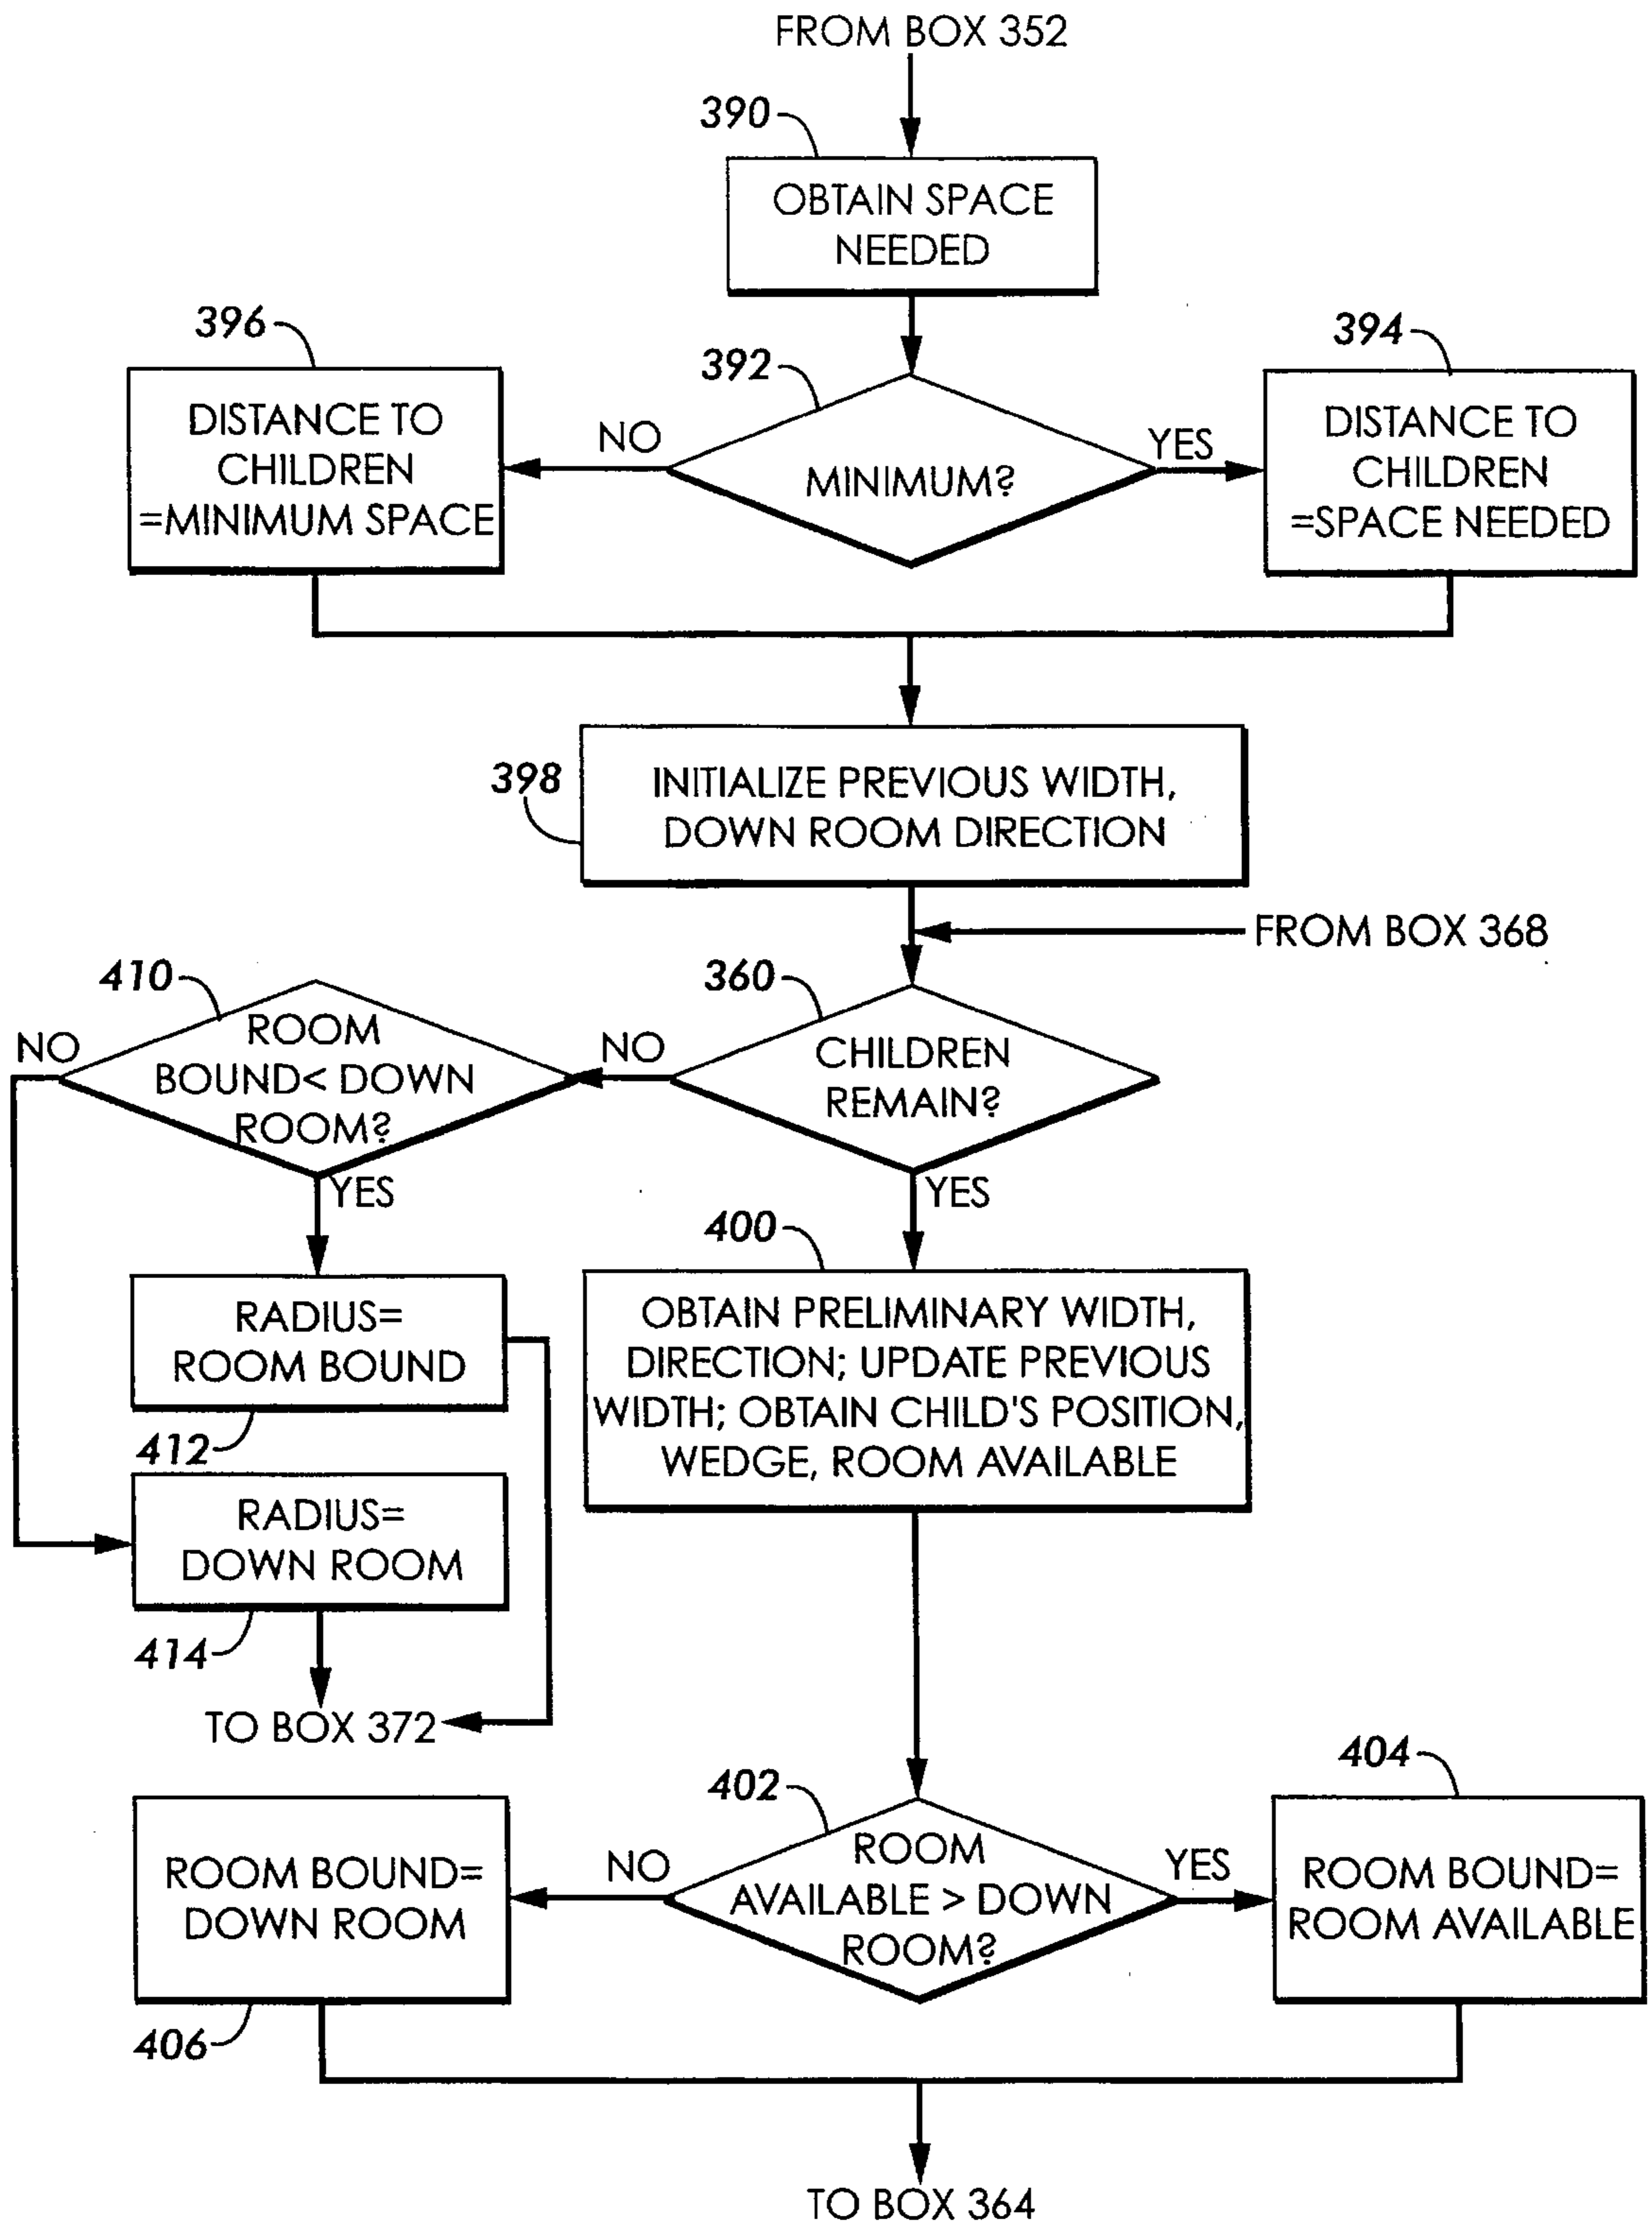 FROM BOX 352
390
OBTAIN SPACE
NEEDED
396
DISTANCE TO
CHILDREN
=MINIMUM SPACE
392
NO
MINIMUM?
YES
394
DISTANCE TO
CHILDREN
=SPACE NEEDED
398
INITIALIZE PREVIOUS WIDTH,
DOWN ROOM DIRECTION
FROM BOX 368
360
CHILDREN
REMAIN?
NO
YES
410
ROOM
BOUND< DOWN
ROOM?
NO
YES
RADIUS=
ROOM BOUND
412
RADIUS=
DOWN ROOM
414
TO BOX 372
400
OBTAIN PRELIMINARY WIDTH,
DIRECTION; UPDATE PREVIOUS
WIDTH; OBTAIN CHILD'S POSITION,
WEDGE, ROOM AVAILABLE
402
ROOM
AVAILABLE > DOWN
ROOM?
NO
YES
404
ROOM BOUND=
ROOM AVAILABLE
ROOM BOUND=
DOWN ROOM
406
TO BOX 364